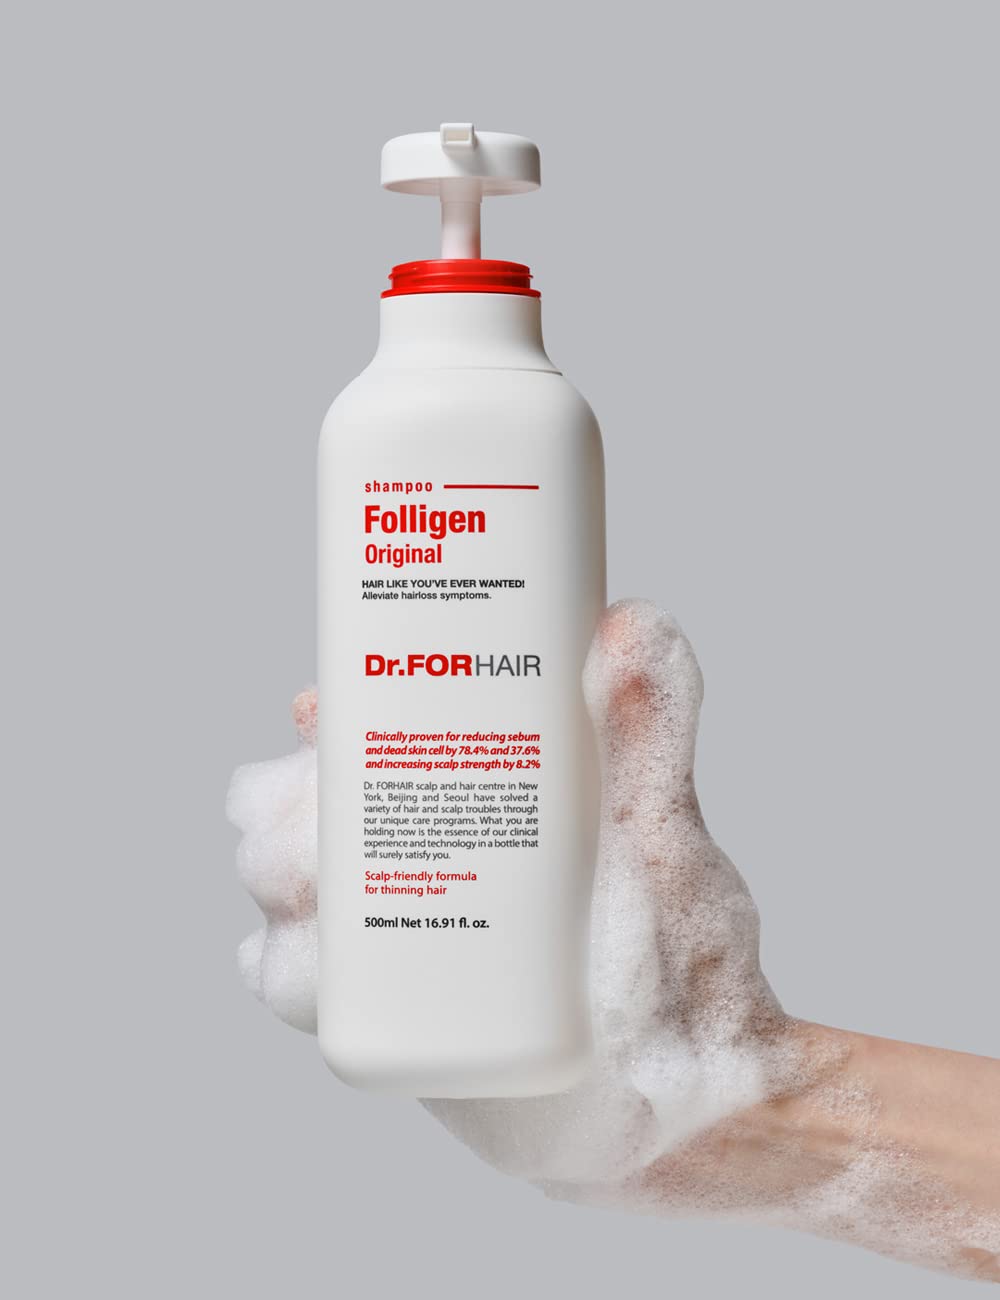 shampoo
Folligen
Original
HAIR LIKE YOU'VE EVER WANTED!
Alleviate hairloss symptoms.
Dr.FORHAIR
Clinically proven for reducing sebum
and dead skin cell by 78.4% and 37.6%
and increasing scalp strength by 8.2%
Dr. FORHAIR scalp and hair centre in New
York, Beijing and Seoul have solved a
variety of hair and scalp troubles through
our unique care programs. What you are
holding now is the essence of our clinical
experience and technology in a bottle that
will surely satisfy you.
Scalp-friendly formula
for thinning hair
500ml Net 16.91 fl. oz.